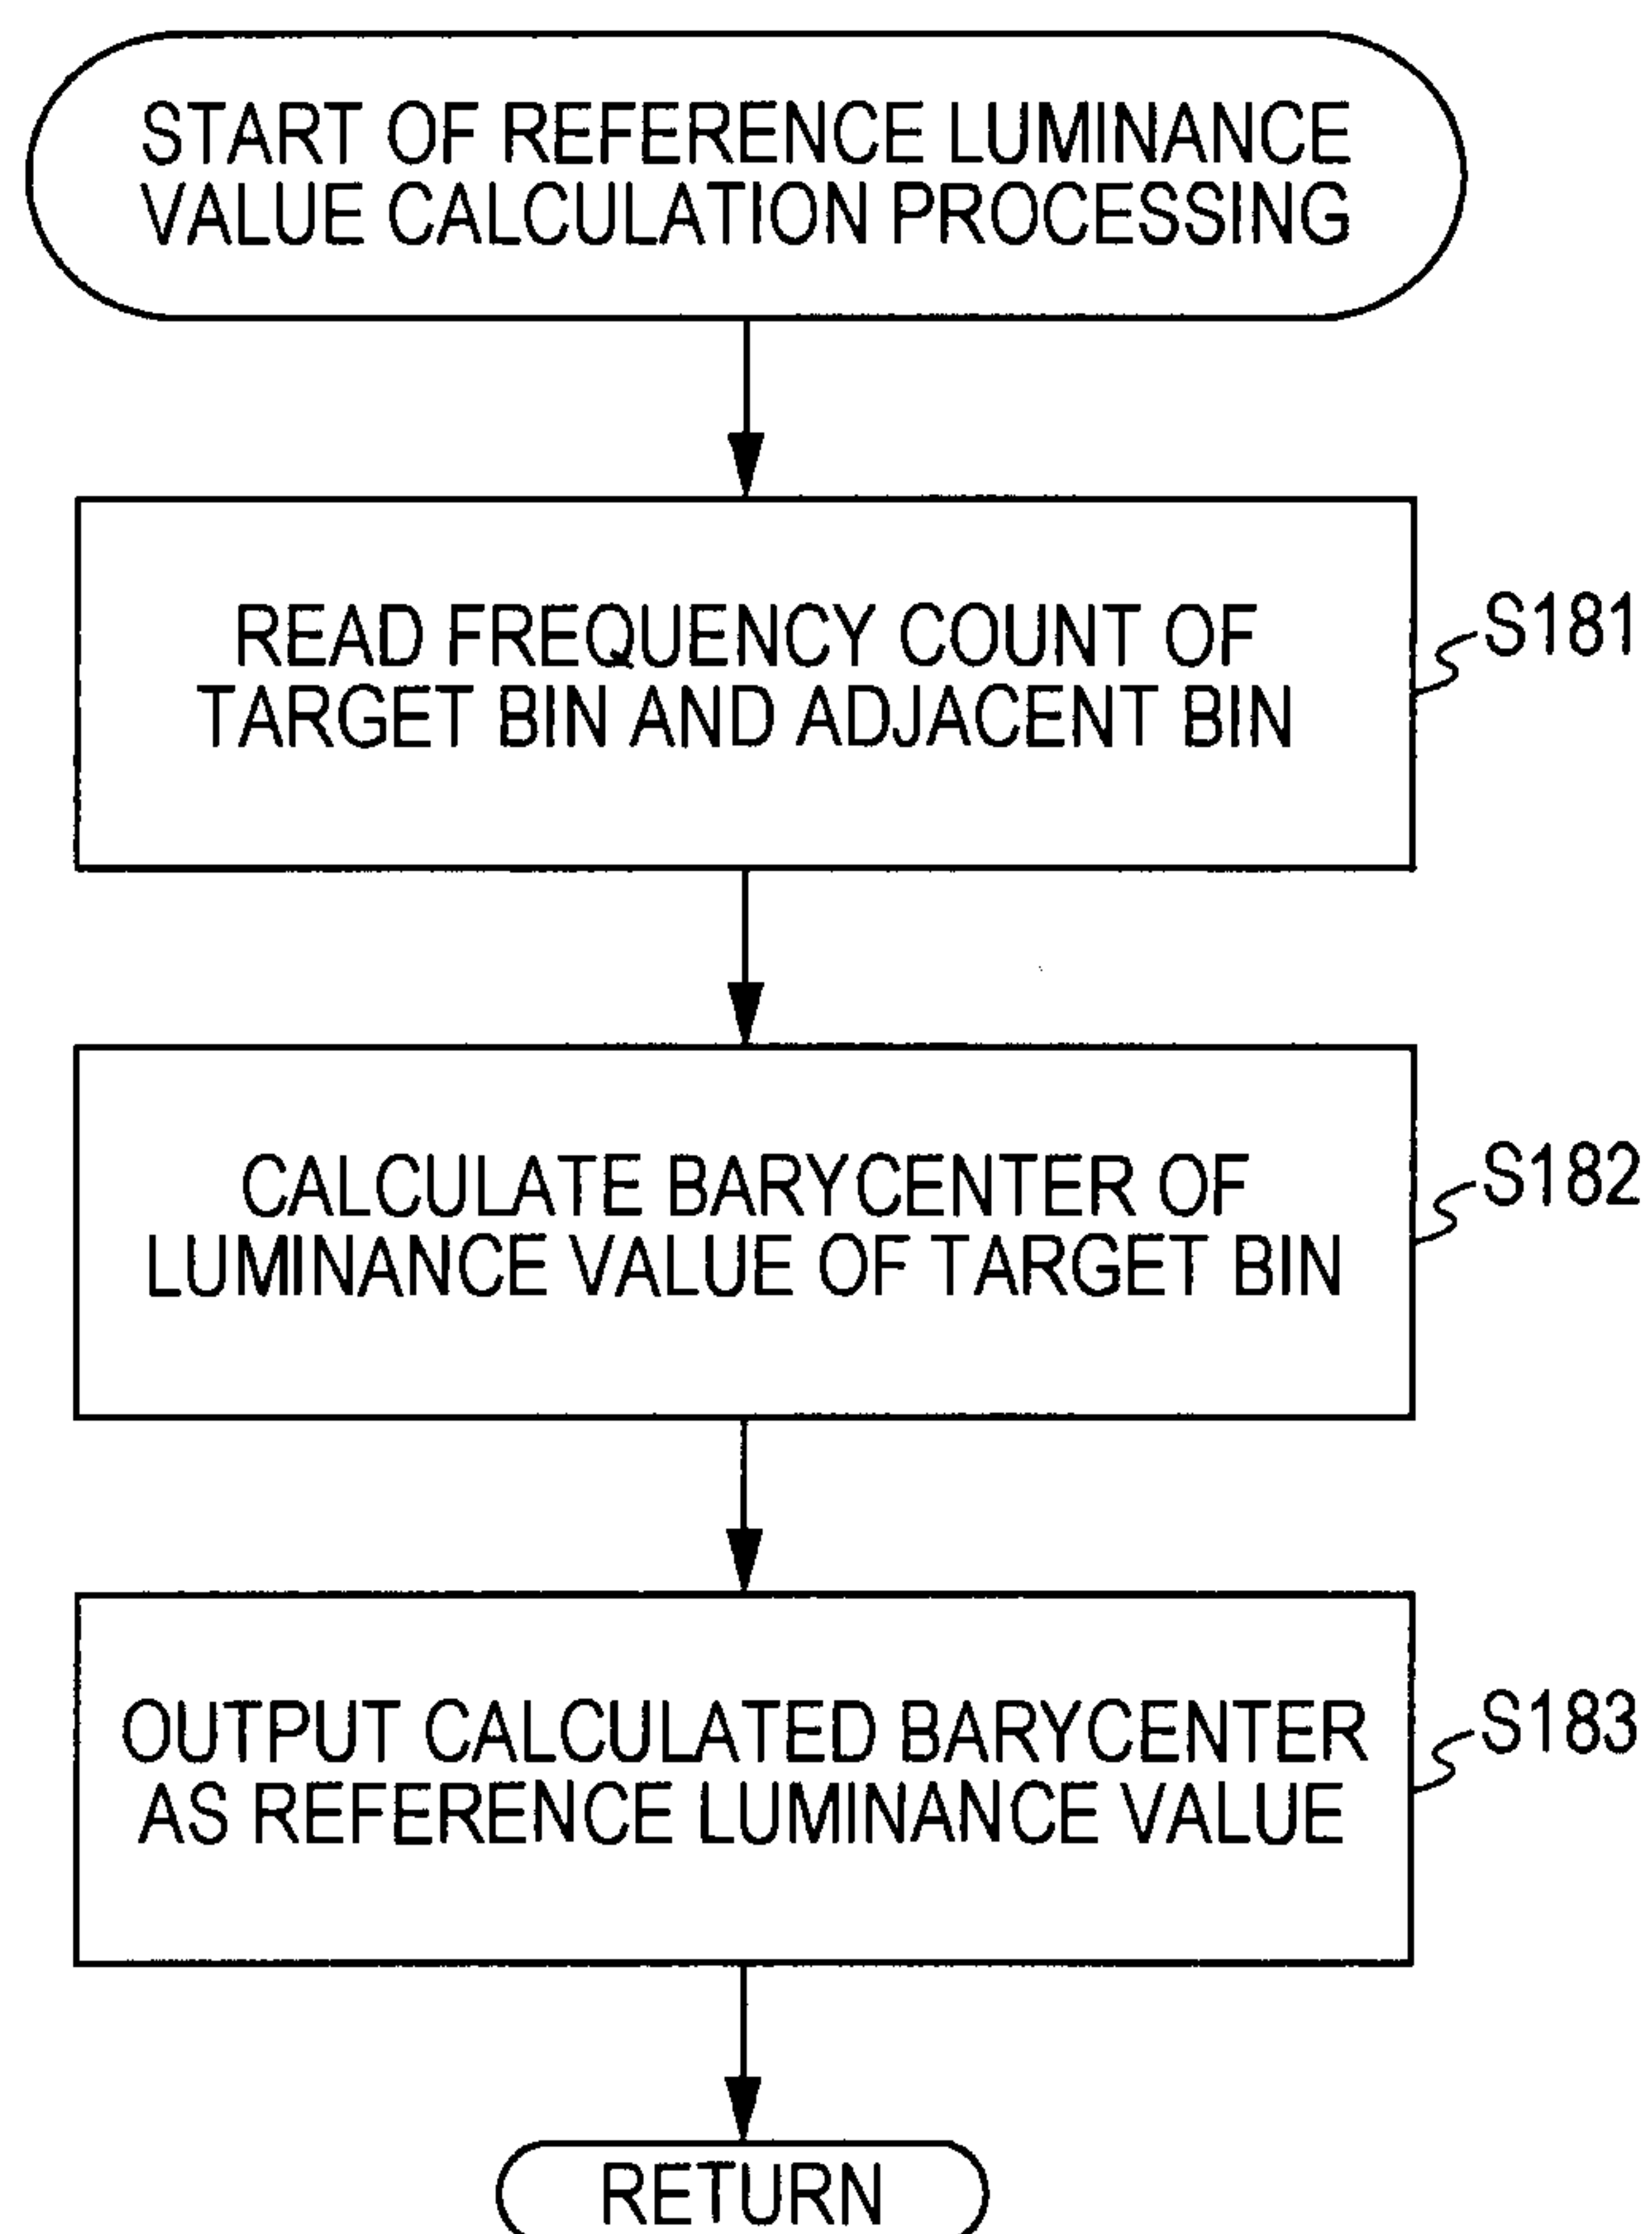 START OF REFERENCE LUMINANCE
VALUE CALCULATION PROCESSING
READ FREQUENCY COUNT OF
TARGET BIN AND ADJACENT BIN
S181
CALCULATE BARYCENTER OF
LUMINANCE VALUE OF TARGET BIN
S182
OUTPUT CALCULATED BARYCENTER
AS REFERENCE LUMINANCE VALUE
S183
RETURN